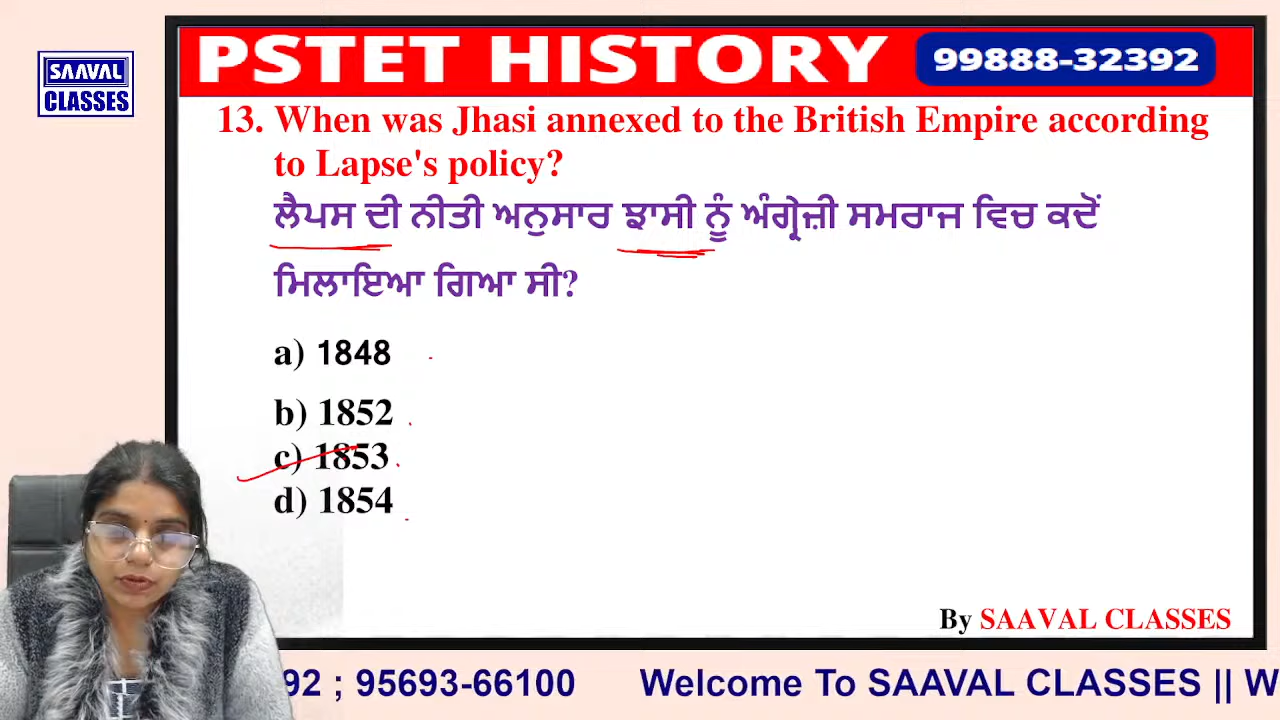 SAAVAL
CLASSES
PSTET HISTORY
99888-32392
13. When was Jhasi annexed to the British Empire according
to Lapse's policy?
ਲੈਪਸ ਦੀ ਨੀਤੀ ਅਨੁਸਾਰ ਝਾਸੀ ਨੂੰ ਅੰਗ੍ਰੇਜ਼ੀ ਸਮਰਾਜ ਵਿਚ ਕਦੋਂ
ਮਿਲਾਇਆ ਗਿਆ ਸੀ?
a) 1848
b) 1852
c) 1853
d) 1854
By SAAVAL CLASSES
92 ; 95693-66100 Welcome To SAAVAL CLASSES || W